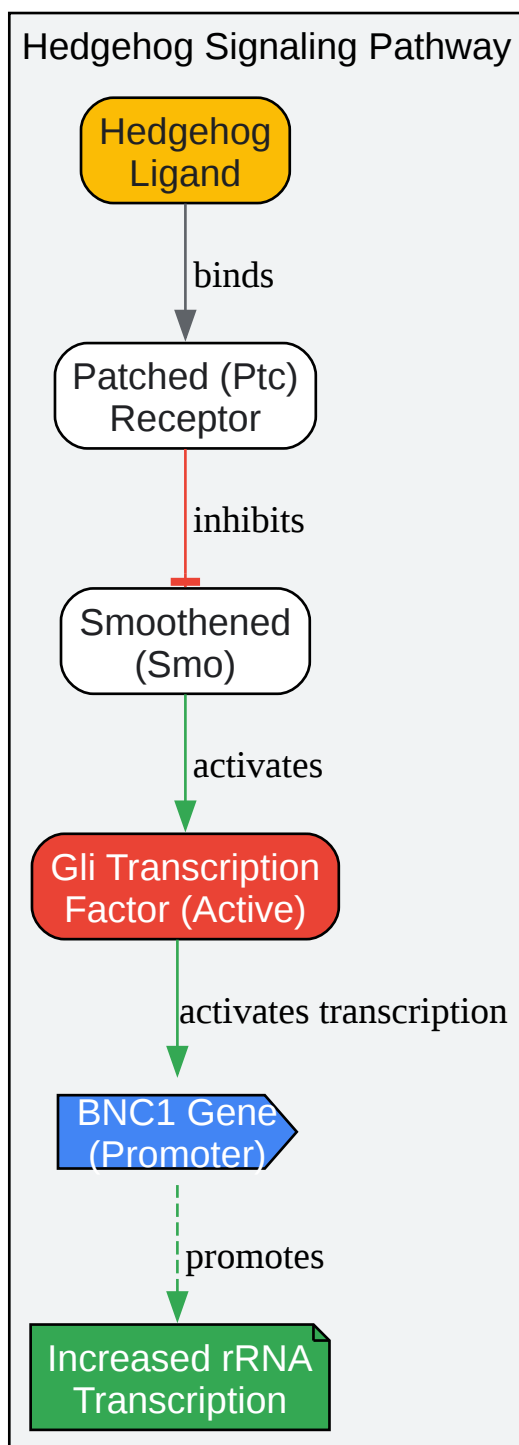 Hedgehog Signaling Pathway
Hedgehog
Ligand
binds
Patched (Ptc)
Receptor
inhibits
Smoothened
(Smo)
activates
Gli Transcription
Factor (Active)
activates transcription
BNC1 Gene
(Promoter)
promotes
Increased rRNA
Transcription